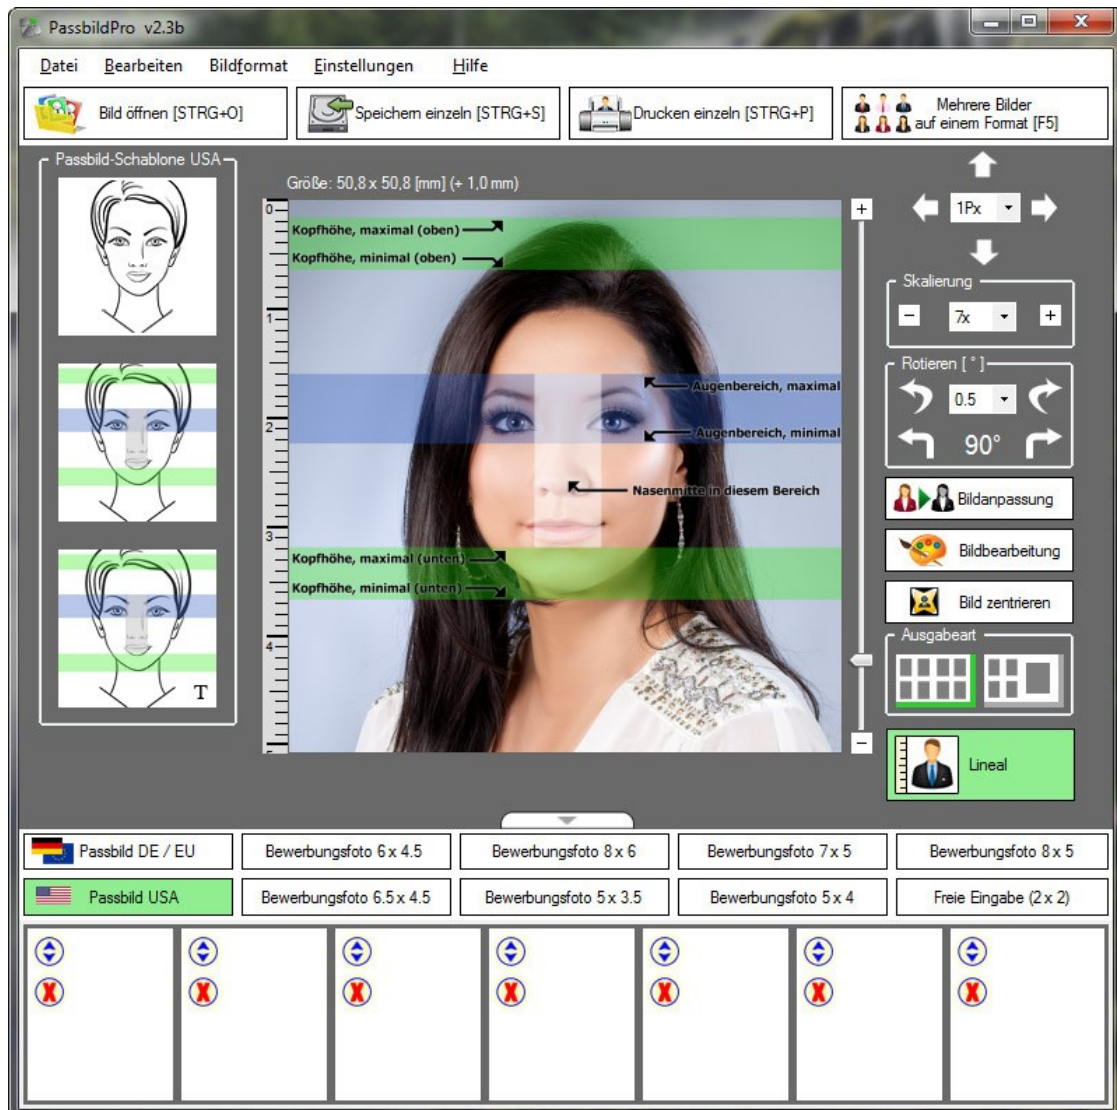 PassbildPro v2.3b
Datei Bearbeiten Bildformat Einstellungen Hilfe
Bild öffnen [STRG+O]
Speichern einzeln [STRG+S]
Drucken einzeln [STRG+P]
Mehrere Bilder
auf einem Format [F5]
Passbild-Schablone USA
T
Größe: 50,8 x 50,8 [mm] (+ 1,0 mm)
0
1
2
3
4
Kopfhöhe, maximal (oben)
Kopfhöhe, minimal (oben)
Augenbereich, maximal
Augenbereich, minimal
Nasenmitte in diesem Bereich
Kopfhöhe, maximal (unten)
Kopfhöhe, minimal (unten)
+
−
1Px
Skalierung
− 7x +
Rotieren [ ° ]
0.5
90°
Bildanpassung
Bildbearbeitung
Bild zentrieren
Ausgabeart
Lineal
Passbild DE / EU
Bewerbungsfoto 6 x 4.5
Bewerbungsfoto 8 x 6
Bewerbungsfoto 7 x 5
Bewerbungsfoto 8 x 5
Passbild USA
Bewerbungsfoto 6.5 x 4.5
Bewerbungsfoto 5 x 3.5
Bewerbungsfoto 5 x 4
Freie Eingabe (2 x 2)